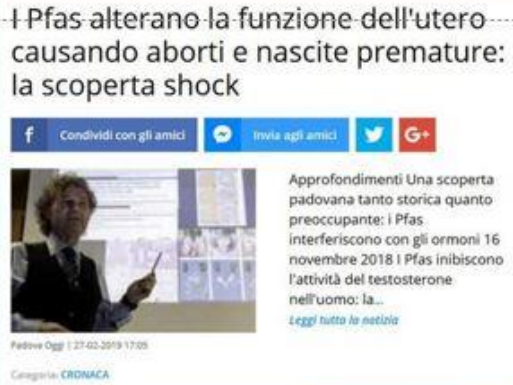 I Pfas alterano la funzione dell'utero
causando aborti e nascite premature:
la scoperta shock
f Condividi con gli amici
Invia agli amici
G+
Approfondimenti Una scoperta
padovana tanto storica quanto
preoccupante: i Pfas
interferiscono con gli ormoni 16
novembre 2018 I Pfas inibiscono
l'attività del testosterone
nell'uomo: la...
Leggi tutta la notizia
Padova Oggi | 27-02-2019 17:05
Categoria: CRONACA